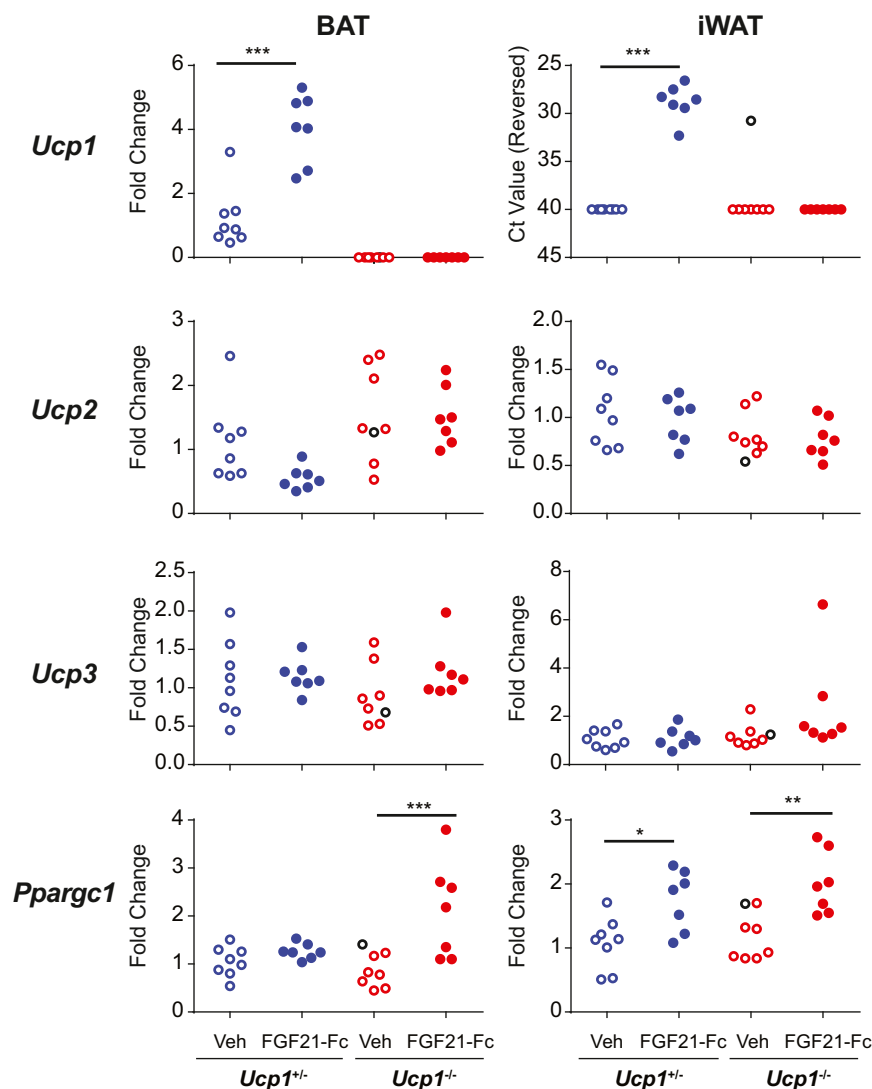 BAT iWAT
*** ***
Ucp1
Fold Change
6
4
2
0
Ct Value (Reversed)
25
30
35
40
45
Ucp2
Fold Change
3
2
1
0
Fold Change
2.0
1.5
1.0
0.5
0.0
Ucp3
Fold Change
2.5
2.0
1.5
1.0
0.5
0.0
Fold Change
8
6
4
2
0
Ppargc1
Fold Change
4
3
2
1
0
***
Fold Change
3
2
1
0
* **
Veh FGF21-Fc Veh FGF21-Fc Veh FGF21-Fc Veh FGF21-Fc
Ucp1+/- Ucp1-/- Ucp1+/- Ucp1-/-